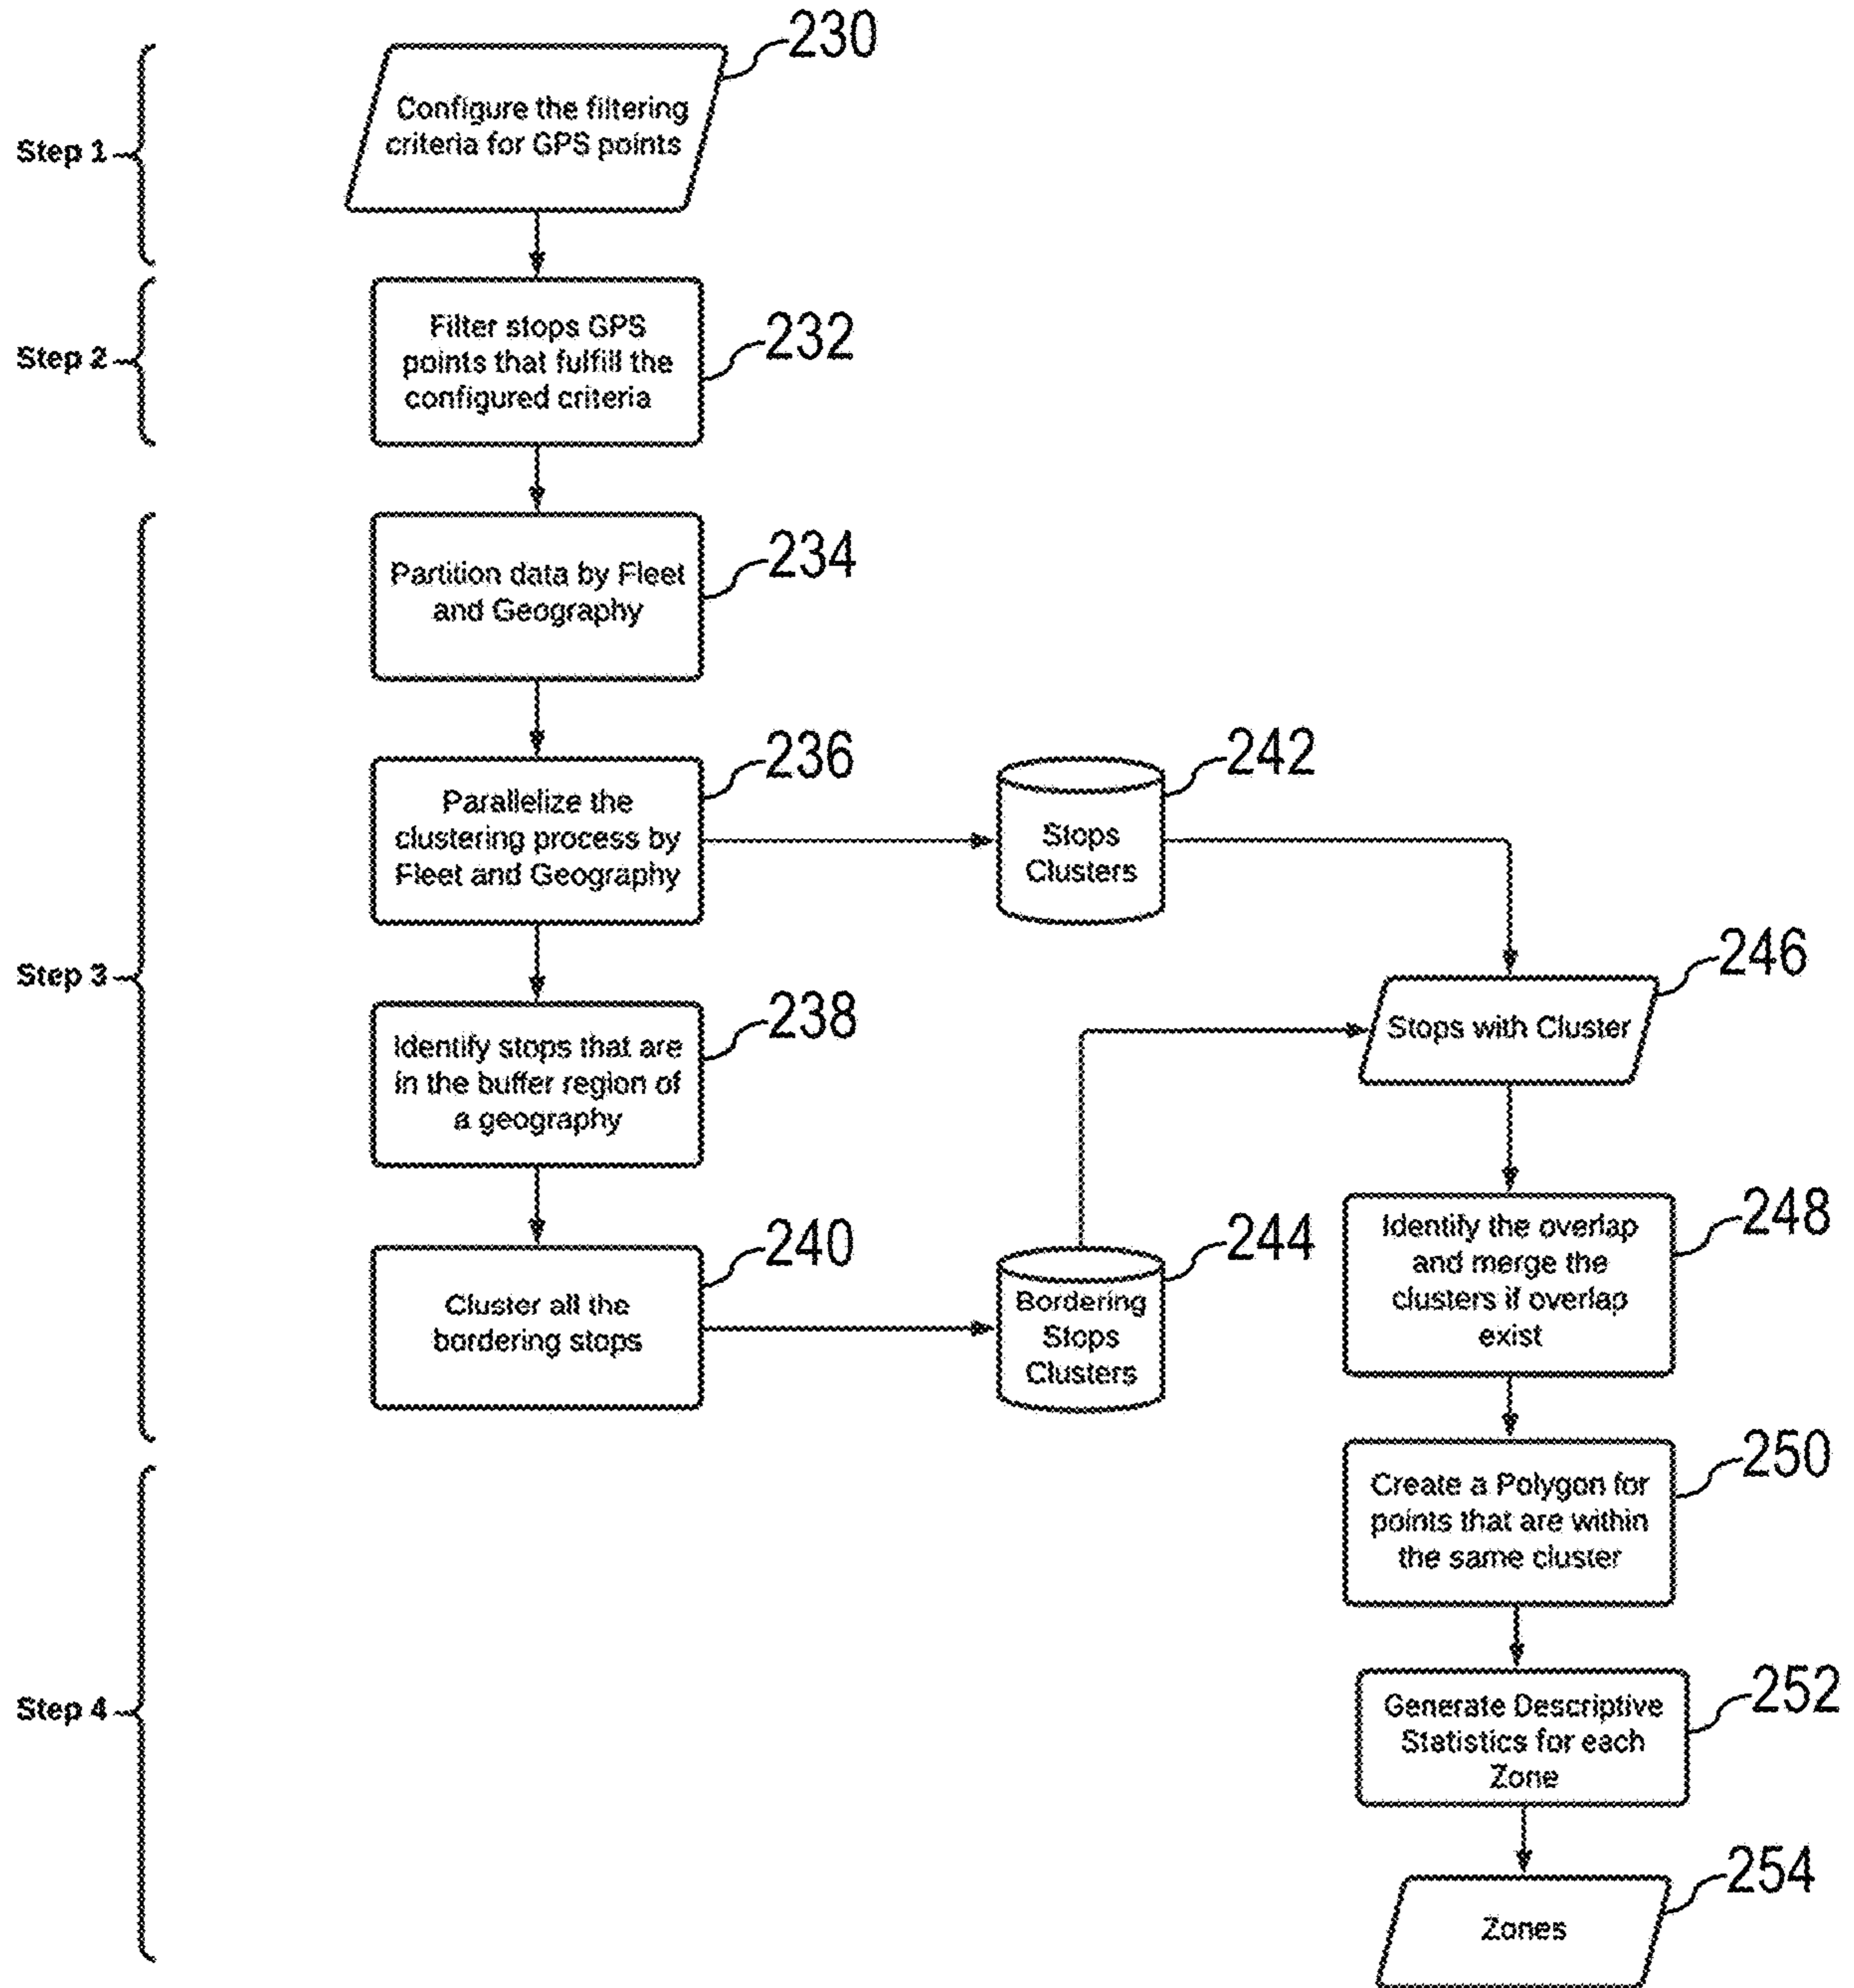 230
Configure the filtering
criteria for GPS points
Step 1
232
Filter stops GPS
points that fulfill the
configured criteria
Step 2
234
Partition data by Fleet
and Geography
236
Parallelize the
clustering process by
Fleet and Geography
242
Stops
Clusters
246
Stops with Cluster
Step 3
238
Identify stops that are
in the buffer region of
a geography
240
Cluster all the
bordering stops
244
Bordering
Stops
Clusters
248
Identify the overlap
and merge the
clusters if overlap
exist
250
Create a Polygon for
points that are within
the same cluster
Step 4
252
Generate Descriptive
Statistics for each
Zone
254
Zones